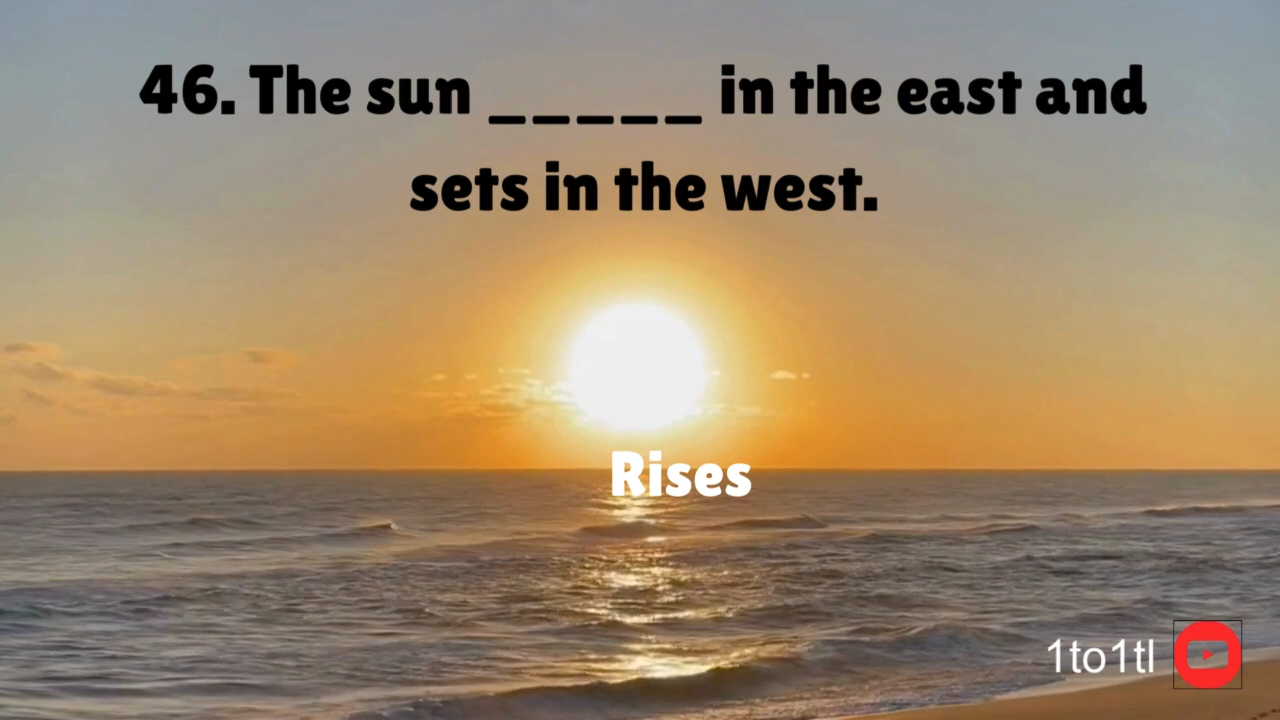 46. The sun _____ in the east and
sets in the west.
Rises
1to1tl